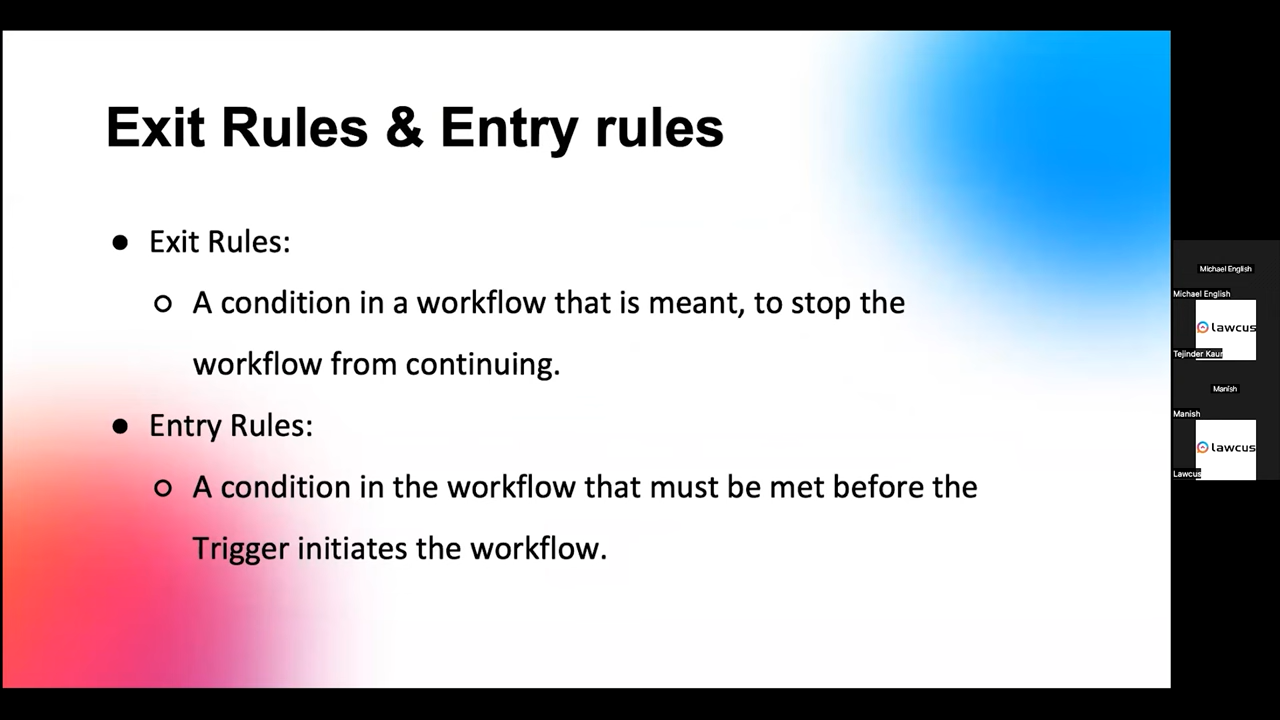 Exit Rules & Entry rules
● Exit Rules:
○ A condition in a workflow that is meant, to stop the
workflow from continuing.
● Entry Rules:
○ A condition in the workflow that must be met before the
Trigger initiates the workflow.
Michael English
Michael English
lawcus
Tejinder Kaur
Manish
Manish
lawcus
Lawcus